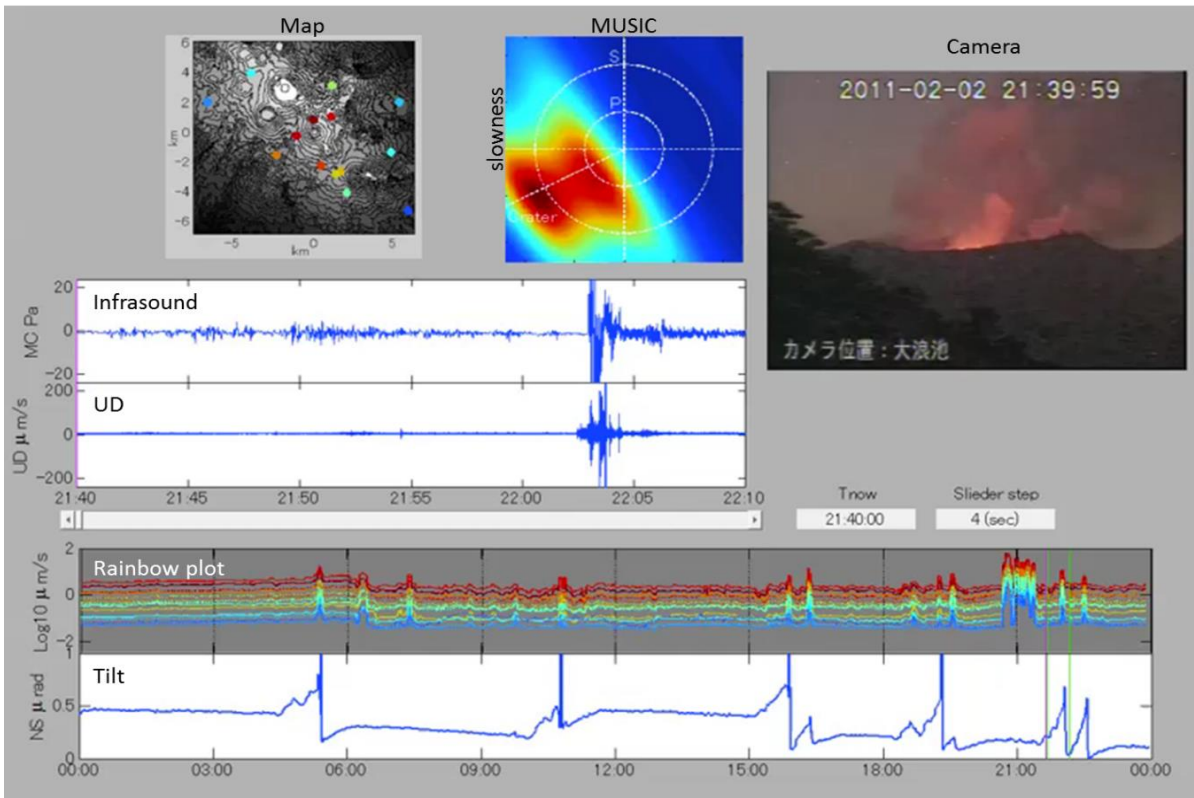 Map
MUSIC
Camera
6
4
2
0
-2
-4
-6
km
-5
0
5
km
slowness
S
P
Crater
2011-02-02 21:39:59
カメラ位置：大浪池
Infrasound
MC Pa
20
0
-20
UD
UD μ m/s
200
0
-200
21:40
21:45
21:50
21:55
22:00
22:05
22:10
Tnow
Slieder step
21:40:00
4 (sec)
Rainbow plot
Log10 μ m/s
2
0
-2
Tilt
NS μ rad
1
0.5
0
00:00
03:00
06:00
09:00
12:00
15:00
18:00
21:00
00:00